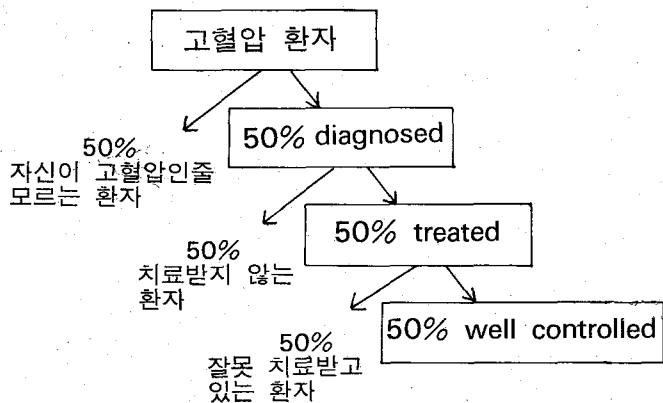 고혈압 환자
50% diagnosed
50%
자신이 고혈압인줄
모르는 환자
50% treated
50%
치료받지 않는
환자
50% well controlled
50%
잘못 치료받고
있는 환자